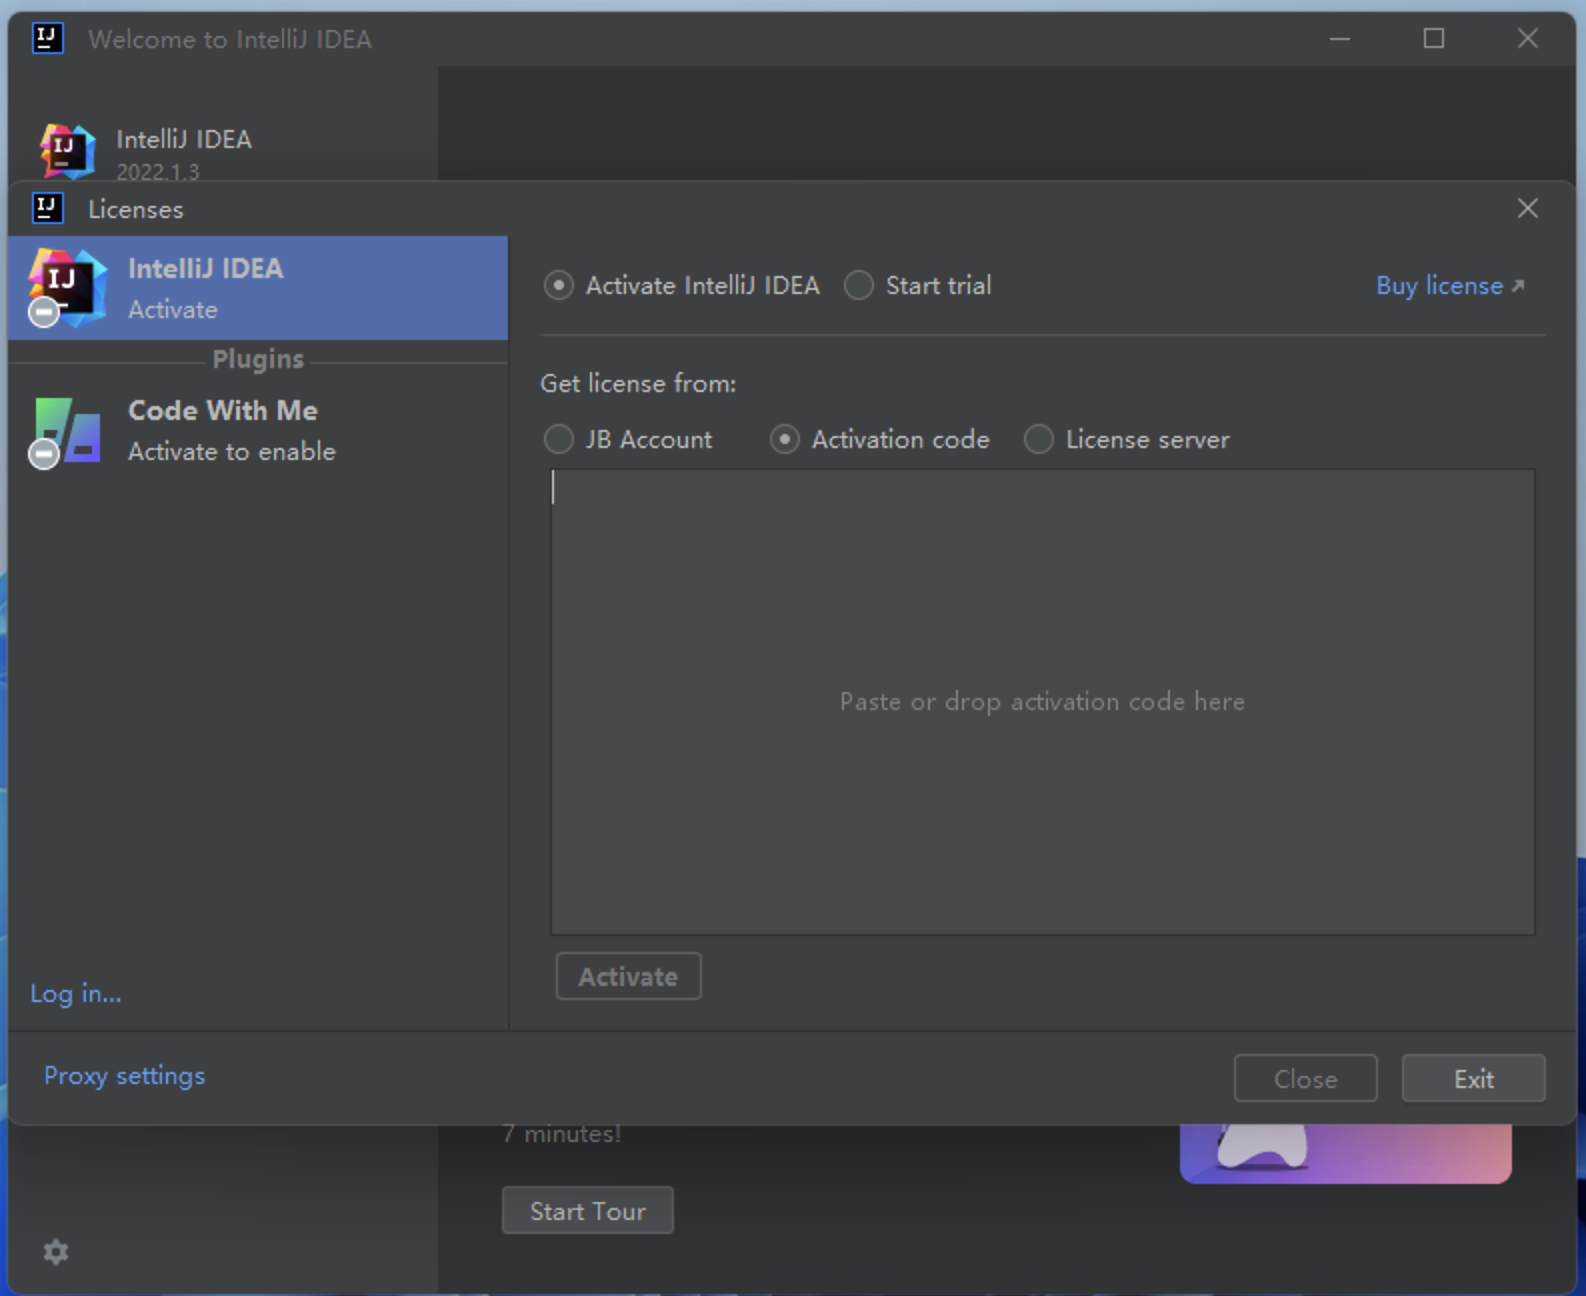 IJ Welcome to IntelliJ IDEA
IJ IntelliJ IDEA
2022.1.3
IJ Licenses
IJ IntelliJ IDEA
Activate
Plugins
Code With Me
Activate to enable
Log in...
Activate IntelliJ IDEA Start trial Buy license
Get license from:
JB Account Activation code License server
Paste or drop activation code here
Activate
Proxy settings
Close Exit
7 minutes!
Start Tour